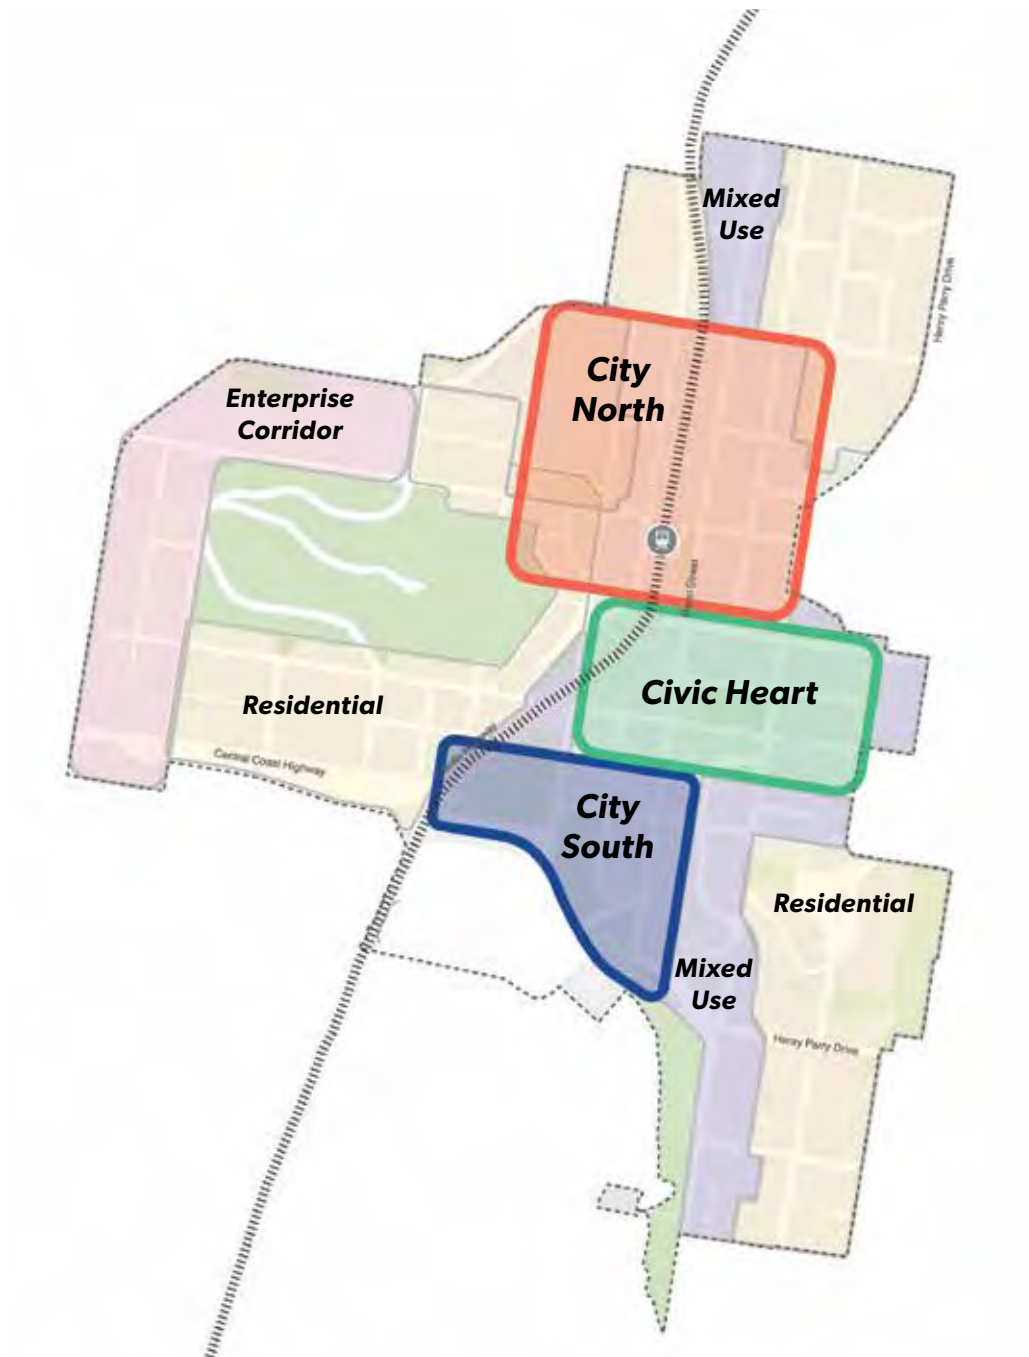 Mixed
Use
Henry Parry Drive
City
North
Enterprise
Corridor
Street
Civic Heart
Residential
Central Coast Highway
City
South
Residential
Mixed
Use
Henry Parry Drive